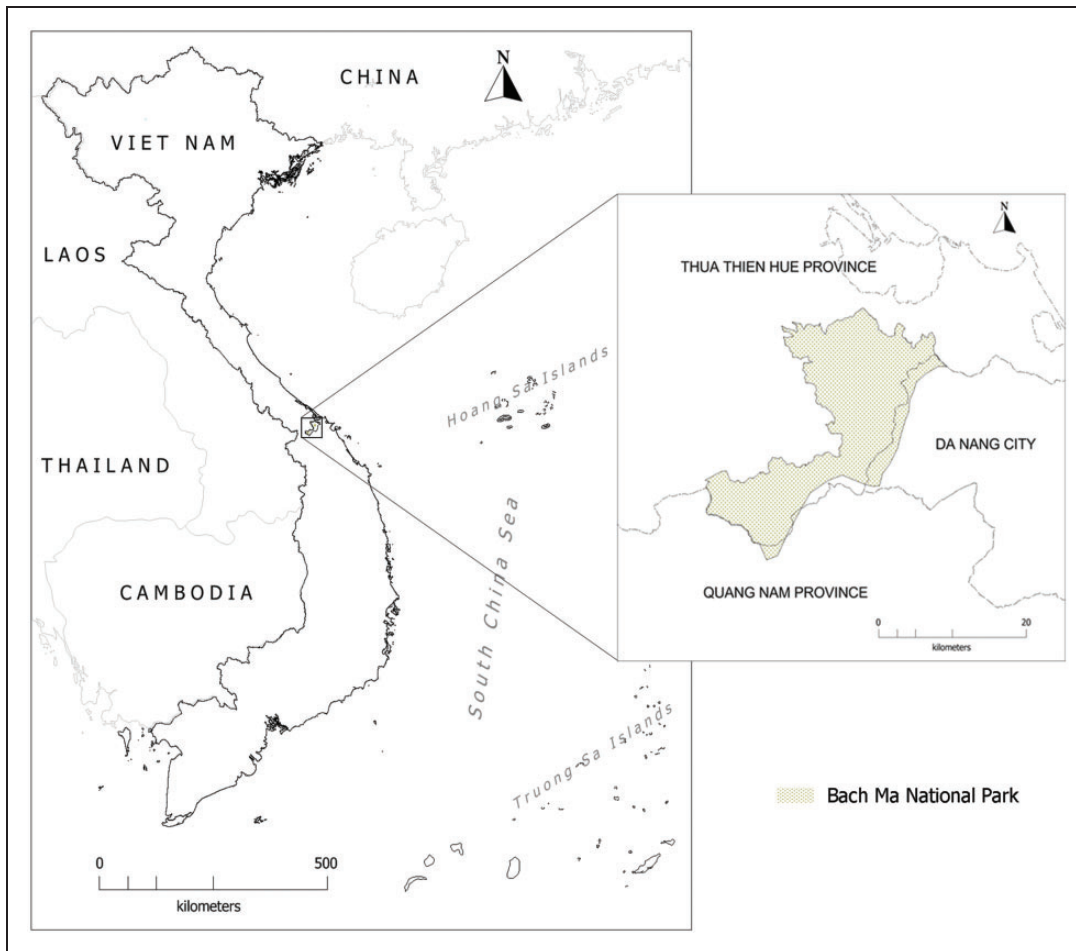 N
CHINA
VIET NAM
LAOS
THAILAND
CAMBODIA
Hoang Sa Islands
South China Sea
Truong Sa Islands
0 500
kilometers
N
THUA THIEN HUE PROVINCE
DA NANG CITY
QUANG NAM PROVINCE
0 20
kilometers
Bach Ma National Park